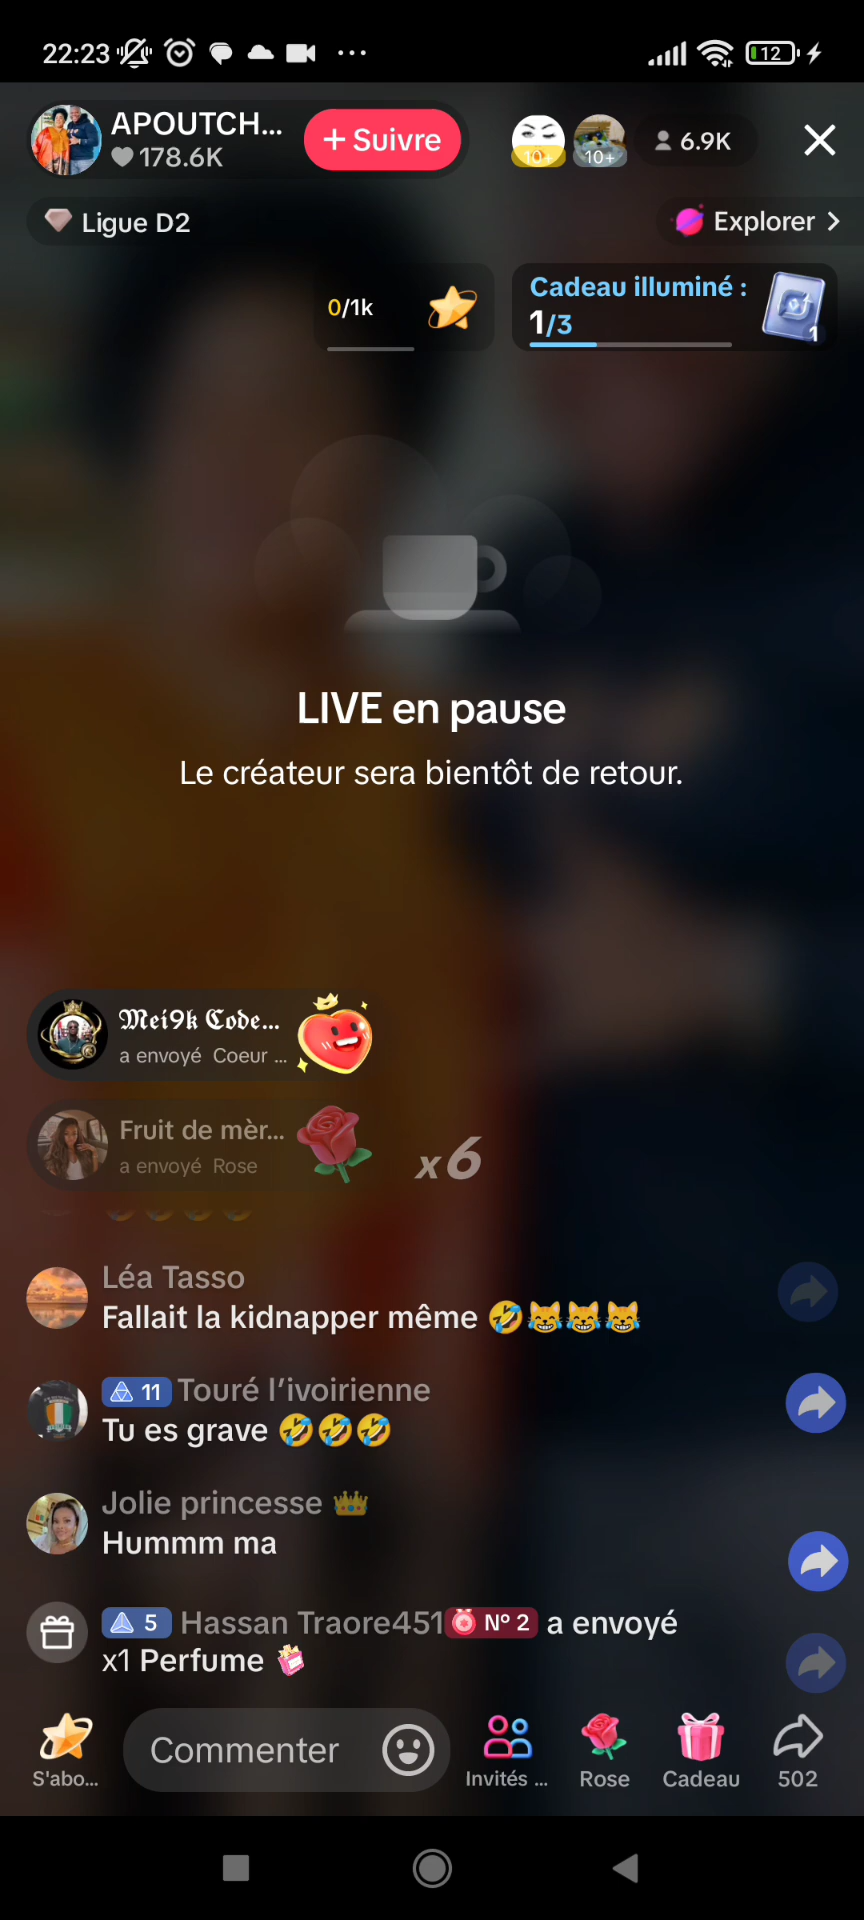 22:23
12
APOUTCH...
178.6K
+ Suivre
10+
10+
6.9K
Ligue D2
Explorer
0/1k
Cadeau illuminé :
1/3
1
LIVE en pause
Le créateur sera bientôt de retour.
𝕸𝖊𝖎9𝖐 𝕮𝖔𝖉𝖊...
a envoyé Coeur ...
Fruit de mèr...
a envoyé Rose
x6
Léa Tasso
Fallait la kidnapper même 🤣😹😹😹
11 Touré l’ivoirienne
Tu es grave 🤣🤣🤣
Jolie princesse 👑
Hummm ma
5 Hassan Traore451 N° 2 a envoyé
x1 Perfume
S'abo...
Commenter
Invités ...
Rose
Cadeau
502